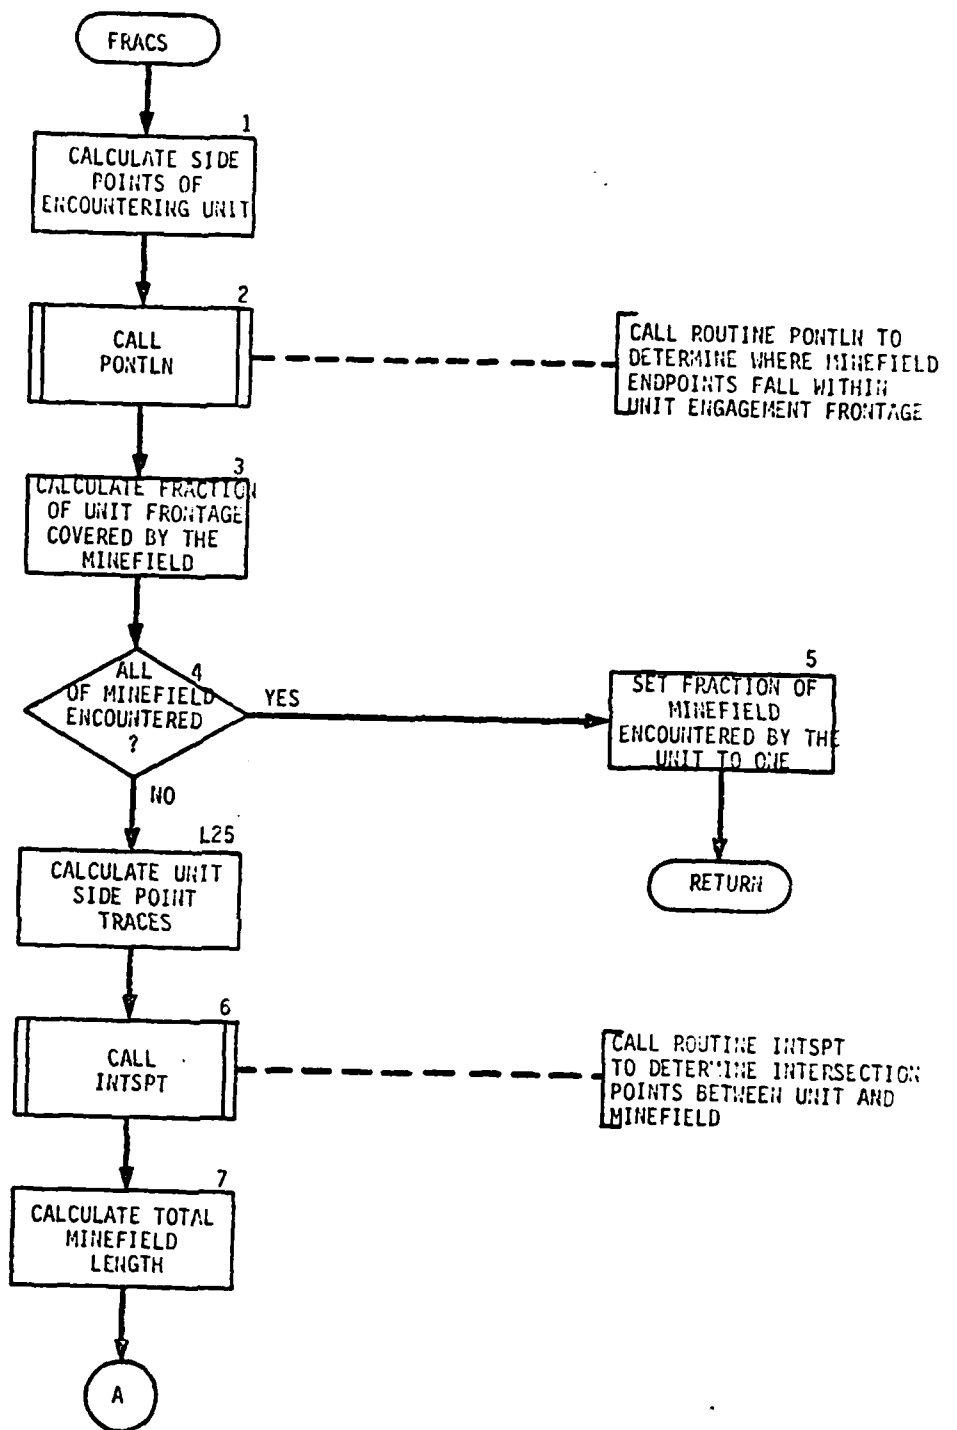 FRACS
1
CALCULATE SIDE
POINTS OF
ENCOUNTERING UNIT
2
CALL
PONTLN
CALL ROUTINE PONTLN TO
DETERMINE WHERE MINEFIELD
ENDPOINTS FALL WITHIN
UNIT ENGAGEMENT FRONTAGE
3
CALCULATE FRACTION
OF UNIT FRONTAGE
COVERED BY THE
MINEFIELD
4
ALL
OF MINEFIELD
ENCOUNTERED
?
YES
5
SET FRACTION OF
MINEFIELD
ENCOUNTERED BY THE
UNIT TO ONE
NO
RETURN
L25
CALCULATE UNIT
SIDE POINT
TRACES
6
CALL
INTSPT
CALL ROUTINE INTSPT
TO DETERMINE INTERSECTION
POINTS BETWEEN UNIT AND
MINEFIELD
7
CALCULATE TOTAL
MINEFIELD
LENGTH
A